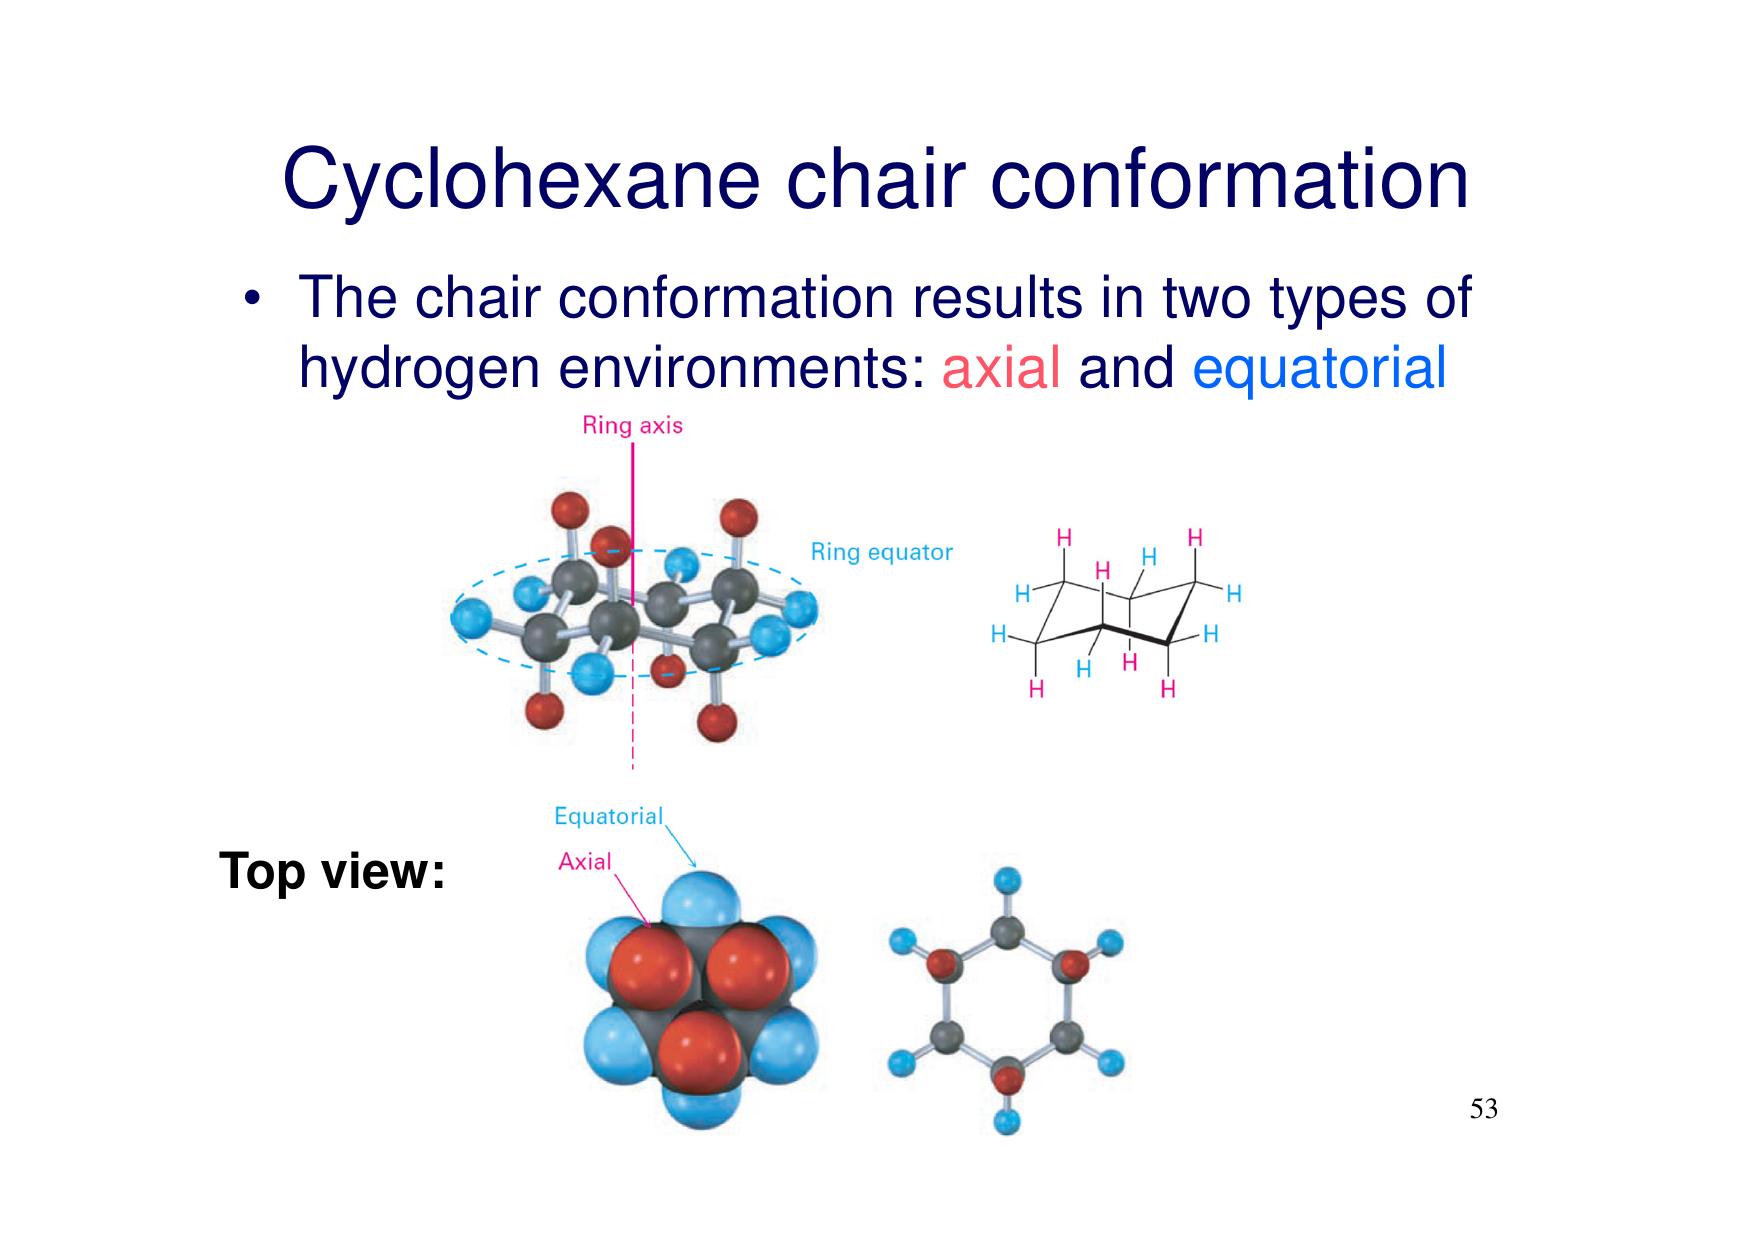 Cyclohexane chair conformation
• The chair conformation results in two types of
hydrogen environments: axial and equatorial
Ring axis
Ring equator
H
H
H
H
H
H
H
H
H
H
H
H
Equatorial
Axial
Top view:
53